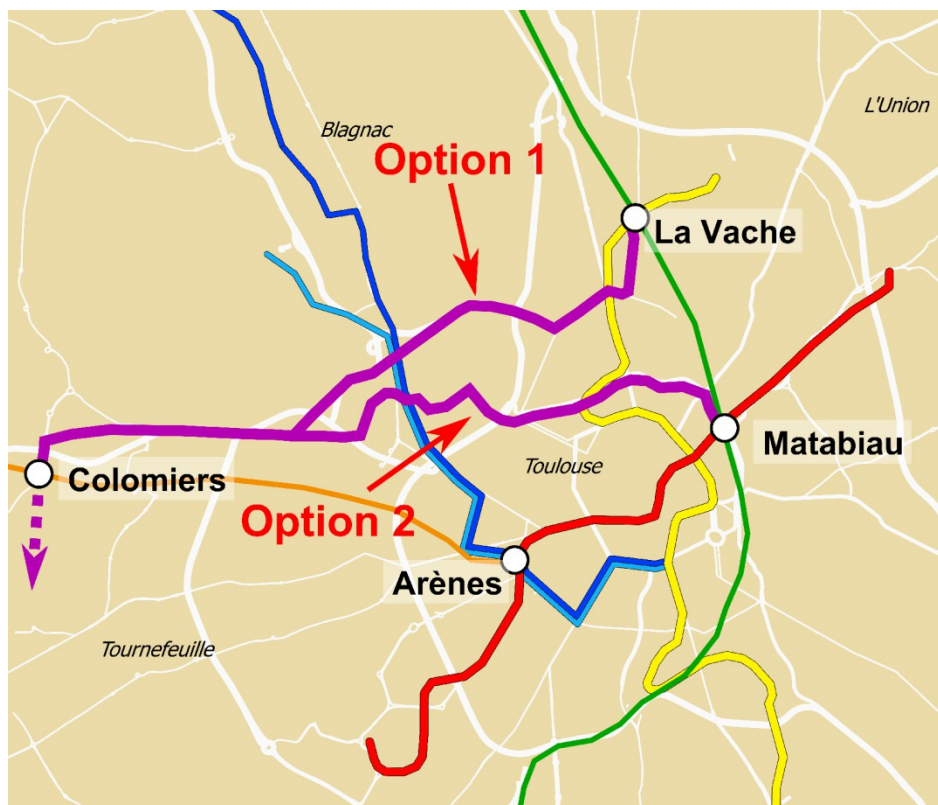 L'Union
Blagnac
Option 1
La Vache
Matabiau
Toulouse
Colomiers
Option 2
Arènes
Tournefeuille